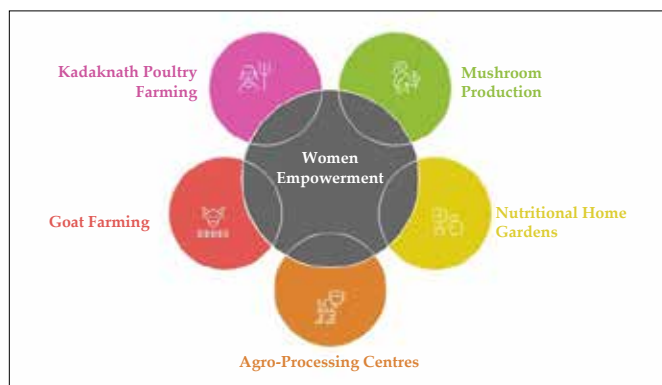 Kadaknath Poultry
Farming
Mushroom
Production
Women
Empowerment
Goat Farming
Nutritional Home
Gardens
Agro-Processing Centres